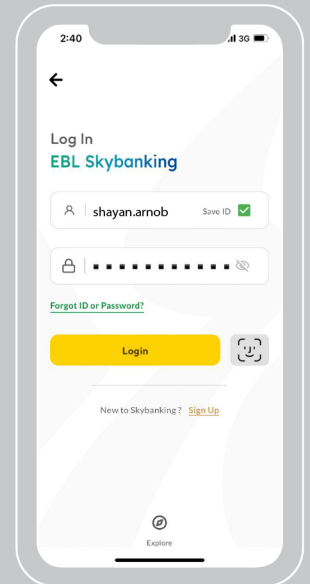 2:40
3G
Log In
EBL Skybanking
shayan.arnob Save ID
Forgot ID or Password?
Login
New to Skybanking ? Sign Up
Explore